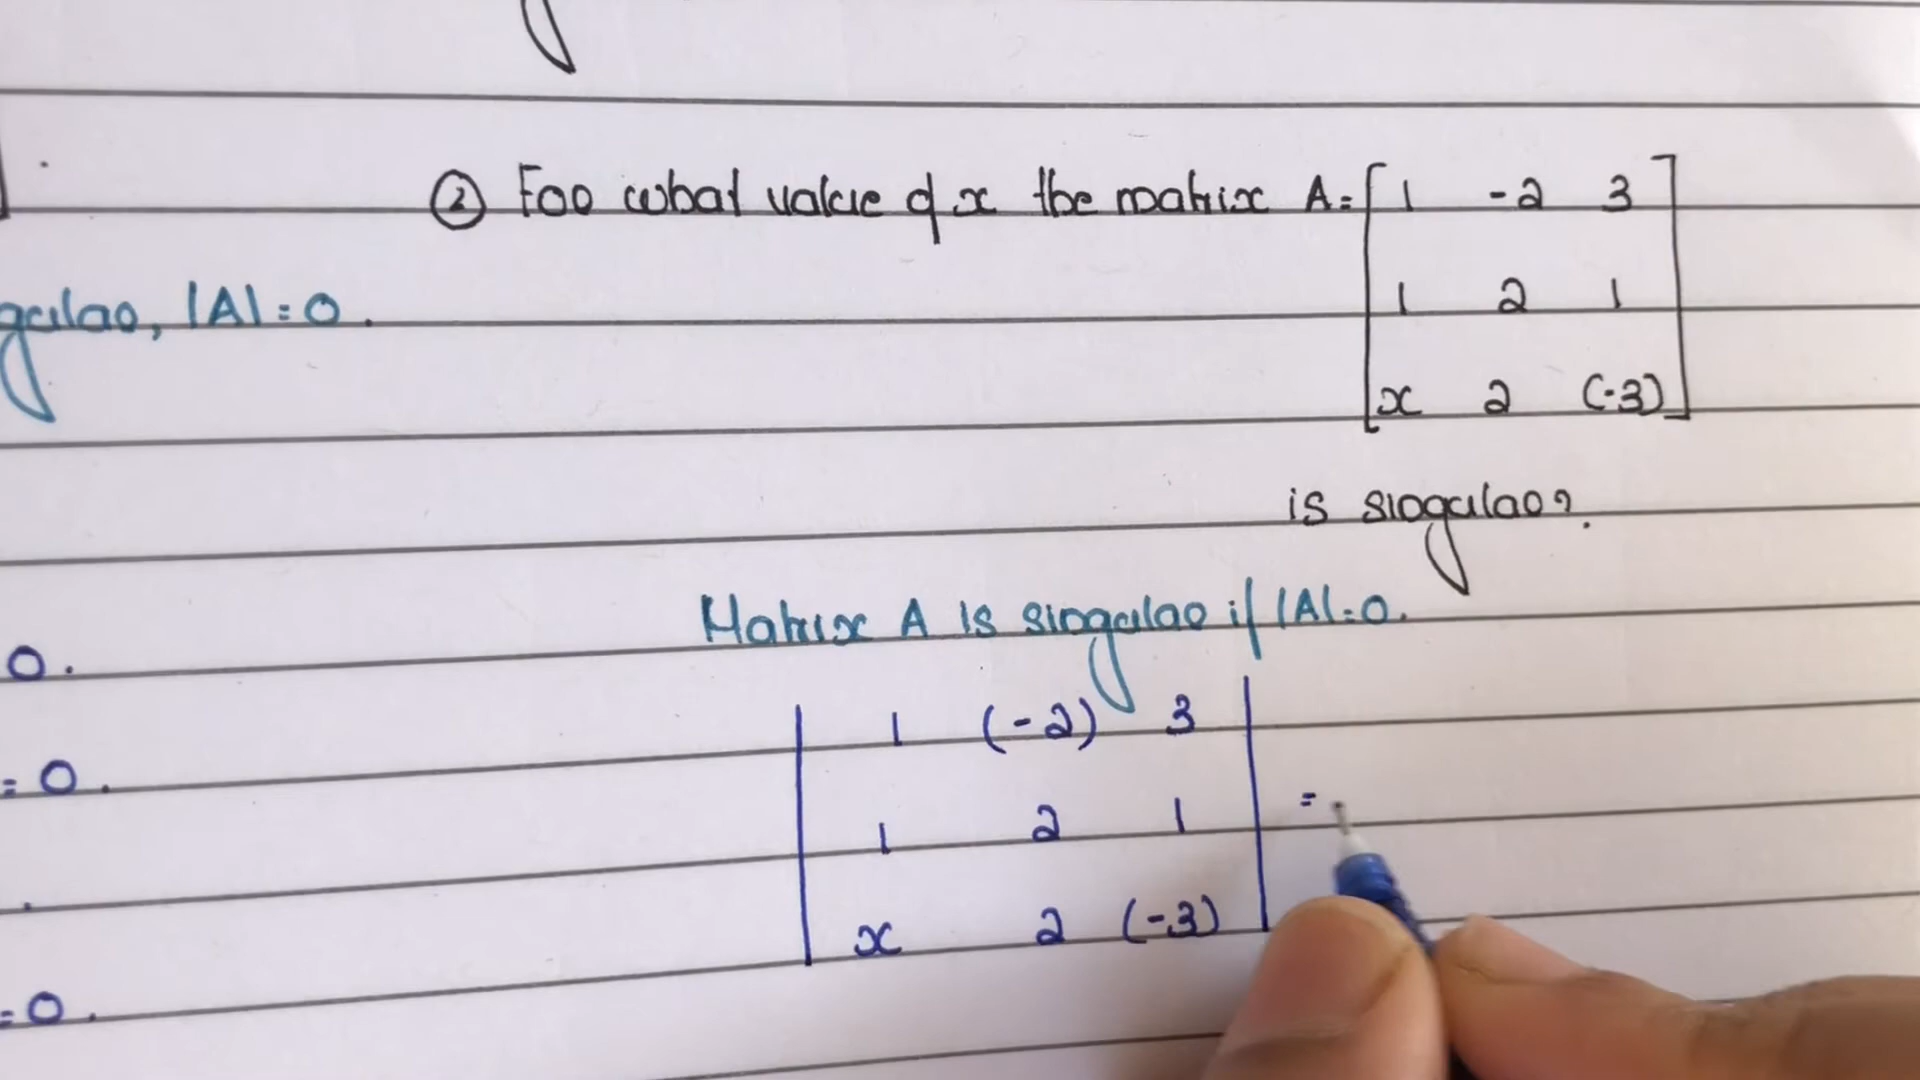 ② For what value of x the matrix A = [ 1 -2 3
1 2 1
x 2 (-3) ]
is singular?
gular, |A| = 0.
Matrix A is singular if |A| = 0.
0.
| 1 (-2) 3 |
= 0.
| 1 2 1 | =
| x 2 (-3) |
= 0.